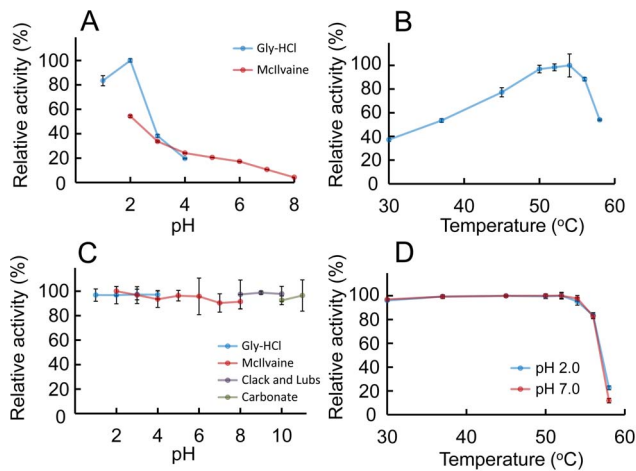 A
Relative activity (%)
100
80
60
40
20
0
2
4
6
8
pH
Gly-HCl
McIlvaine
B
Relative activity (%)
100
80
60
40
20
0
30
40
50
60
Temperature (oC)
C
Relative activity (%)
100
80
60
40
20
0
2
4
6
8
10
pH
Gly-HCl
McIlvaine
Clack and Lubs
Carbonate
D
Relative activity (%)
100
80
60
40
20
0
30
40
50
60
Temperature (oC)
pH 2.0
pH 7.0